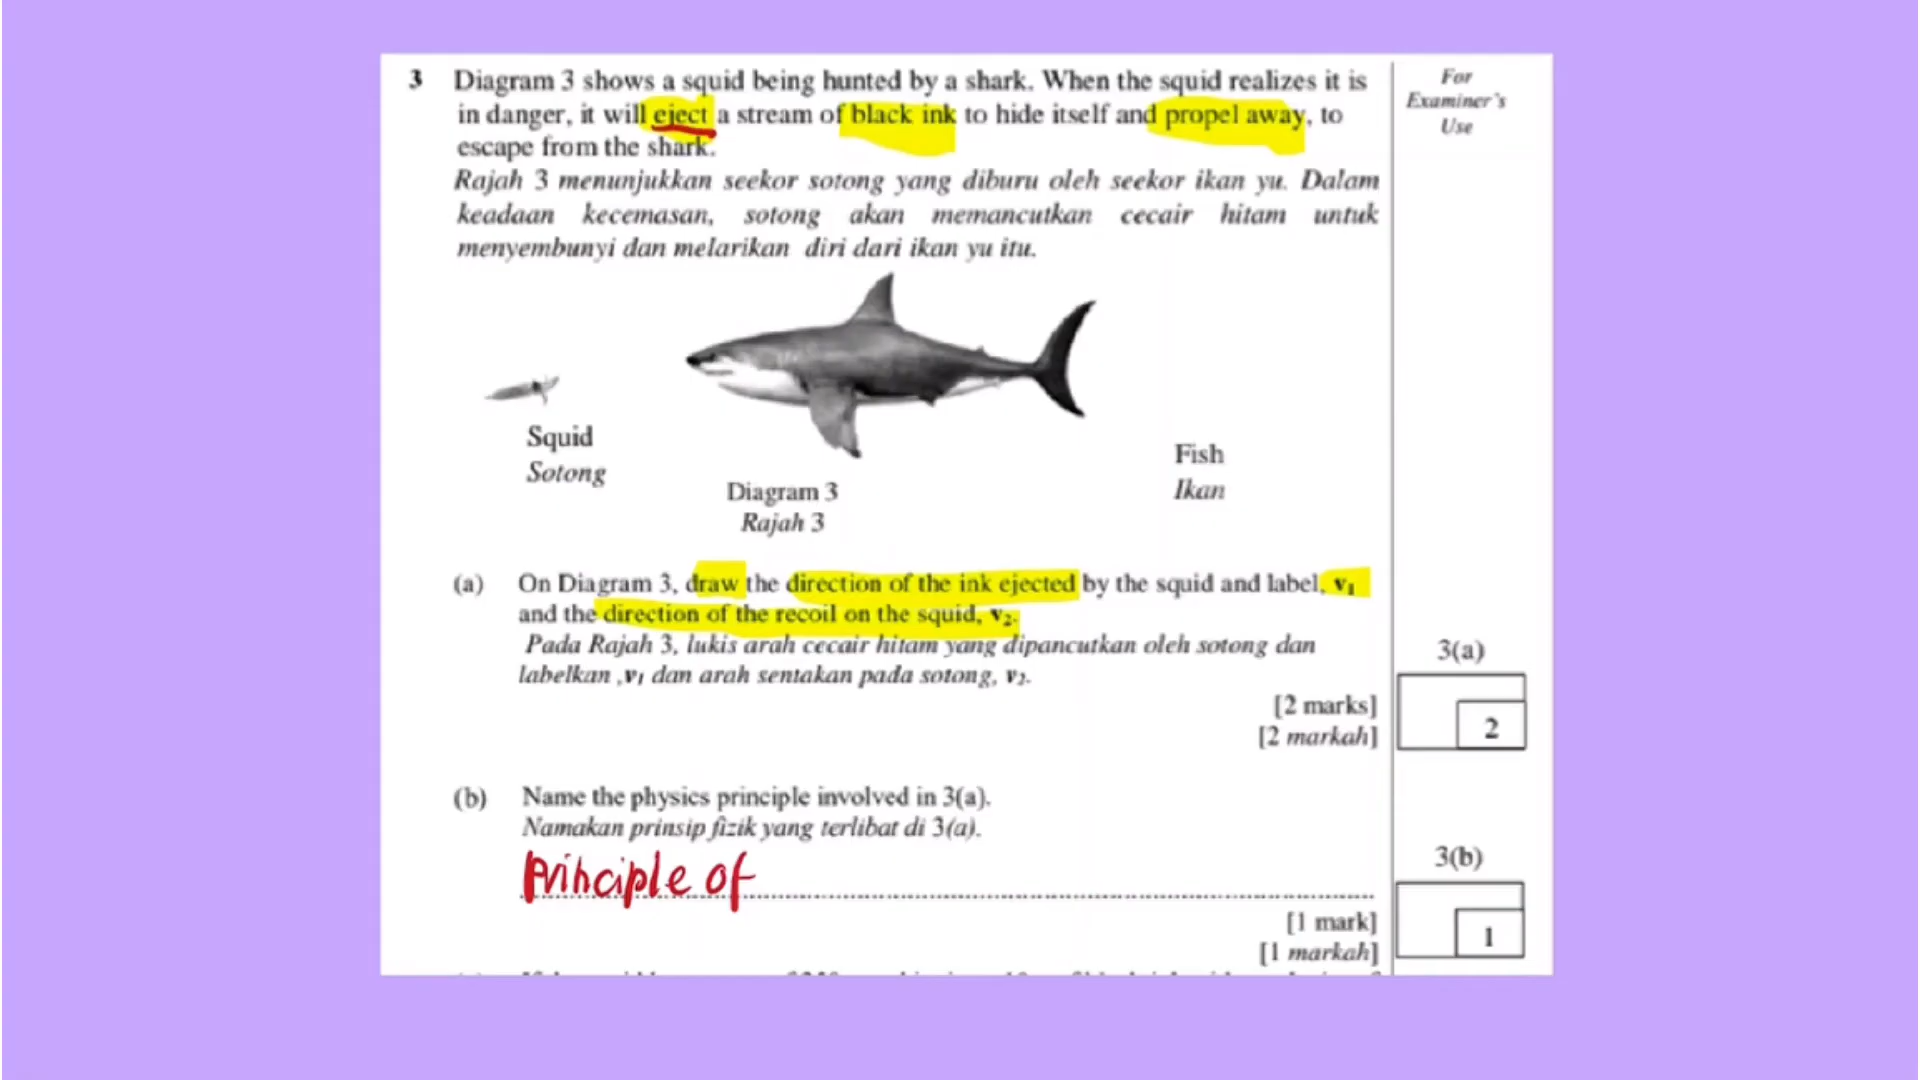 3 Diagram 3 shows a squid being hunted by a shark. When the squid realizes it is
in danger, it will eject a stream of black ink to hide itself and propel away, to
escape from the shark.
Rajah 3 menunjukkan seekor sotong yang diburu oleh seekor ikan yu. Dalam
keadaan kecemasan, sotong akan memancutkan cecair hitam untuk
menyembunyi dan melarikan diri dari ikan yu itu.
For
Examiner's
Use
Squid
Sotong
Fish
Ikan
Diagram 3
Rajah 3
(a) On Diagram 3, draw the direction of the ink ejected by the squid and label, v₁
and the direction of the recoil on the squid, v₂.
Pada Rajah 3, lukis arah cecair hitam yang dipancutkan oleh sotong dan
labelkan ,v₁ dan arah sentakan pada sotong, v₂.
[2 marks]
[2 markah]
3(a)
2
(b) Name the physics principle involved in 3(a).
Namakan prinsip fizik yang terlibat di 3(a).
Principle of
[1 mark]
[1 markah]
3(b)
1